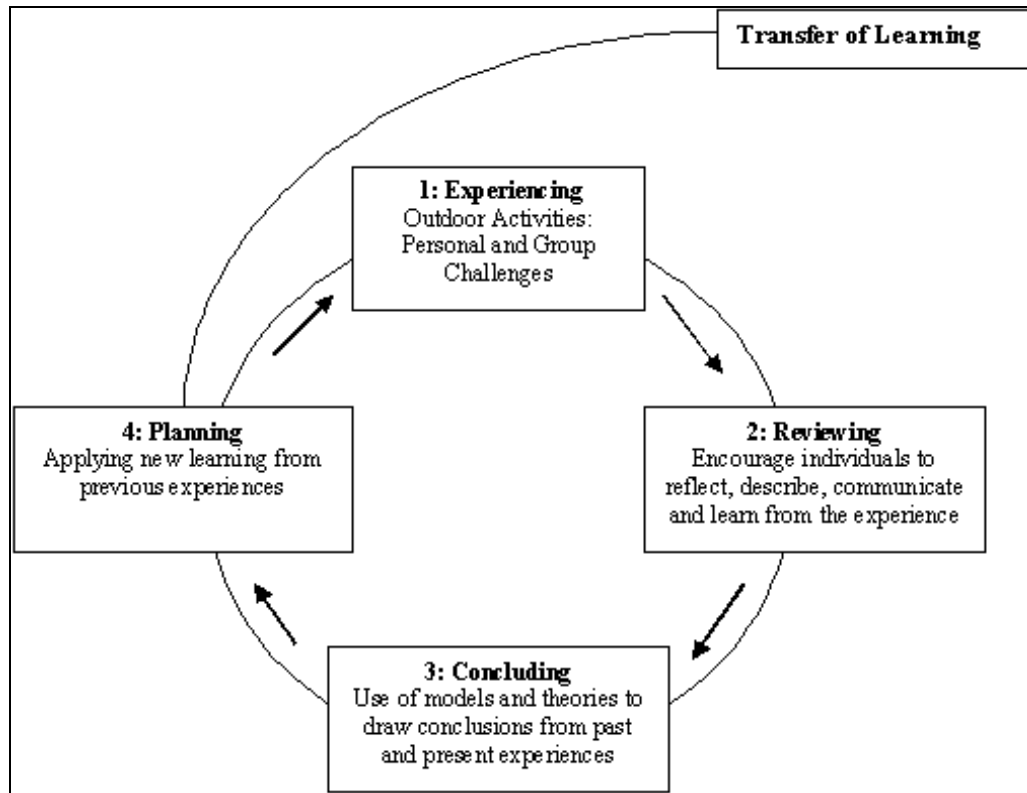 Transfer of Learning
1: Experiencing
Outdoor Activities:
Personal and Group
Challenges
2: Reviewing
Encourage individuals to
reflect, describe, communicate
and learn from the experience
3: Concluding
Use of models and theories to
draw conclusions from past
and present experiences
4: Planning
Applying new learning from
previous experiences